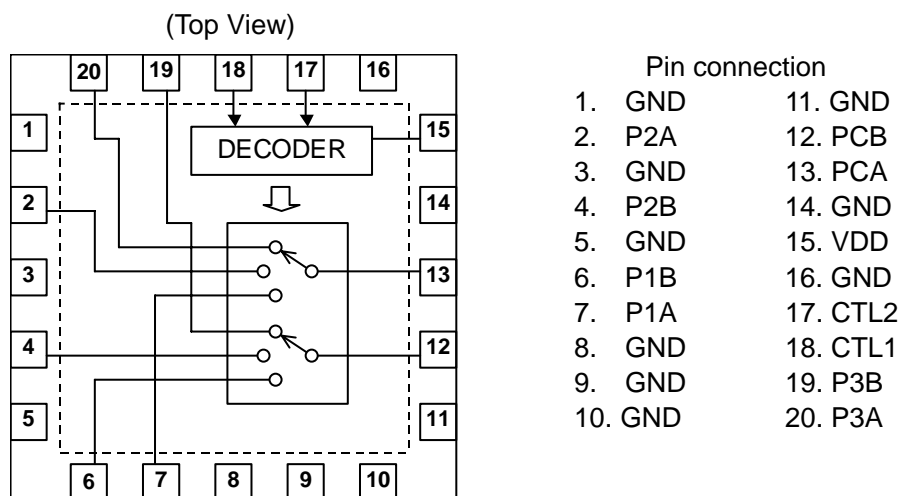 (Top View)
20 19 18 17 16
1
15
DECODER
2
14
3
13
4
12
5
11
6 7 8 9 10
Pin connection
1. GND 11. GND
2. P2A 12. PCB
3. GND 13. PCA
4. P2B 14. GND
5. GND 15. VDD
6. P1B 16. GND
7. P1A 17. CTL2
8. GND 18. CTL1
9. GND 19. P3B
10. GND 20. P3A